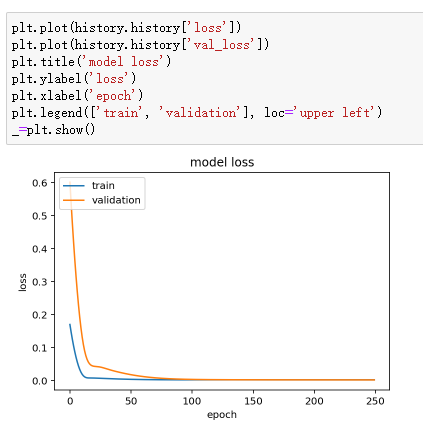 plt.plot(history.history['loss'])
plt.plot(history.history['val_loss'])
plt.title('model loss')
plt.ylabel('loss')
plt.xlabel('epoch')
plt.legend(['train', 'validation'], loc='upper left')
_=plt.show()
model loss
train
validation
0.6
0.5
0.4
0.3
0.2
0.1
0.0
loss
0
50
100
150
200
250
epoch